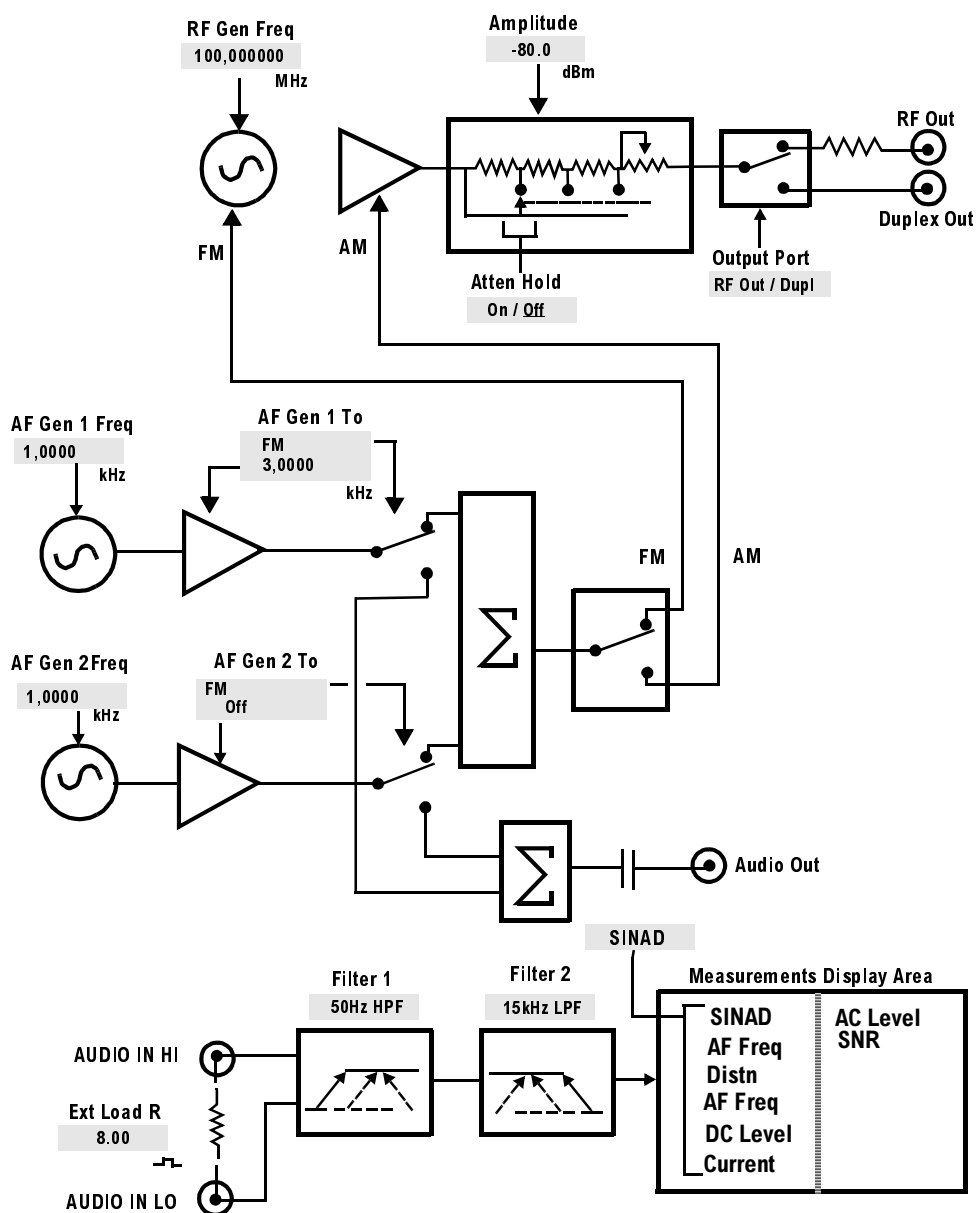 RF Gen Freq
100,000000
MHz
Amplitude
-80.0
dBm
RF Out
Duplex Out
FM
AM
Atten Hold
On / Off
Output Port
RF Out / Dupl
AF Gen 1 Freq
1,0000
kHz
AF Gen 1 To
FM
3,0000
kHz
FM
AM
Σ
AF Gen 2Freq
1,0000
kHz
AF Gen 2 To
FM
Off
Σ
Audio Out
SINAD
Filter 1
50Hz HPF
Filter 2
15kHz LPF
Measurements Display Area
SINAD
AF Freq
Distn
AF Freq
DC Level
Current
AC Level
SNR
AUDIO IN HI
Ext Load R
8.00
AUDIO IN LO